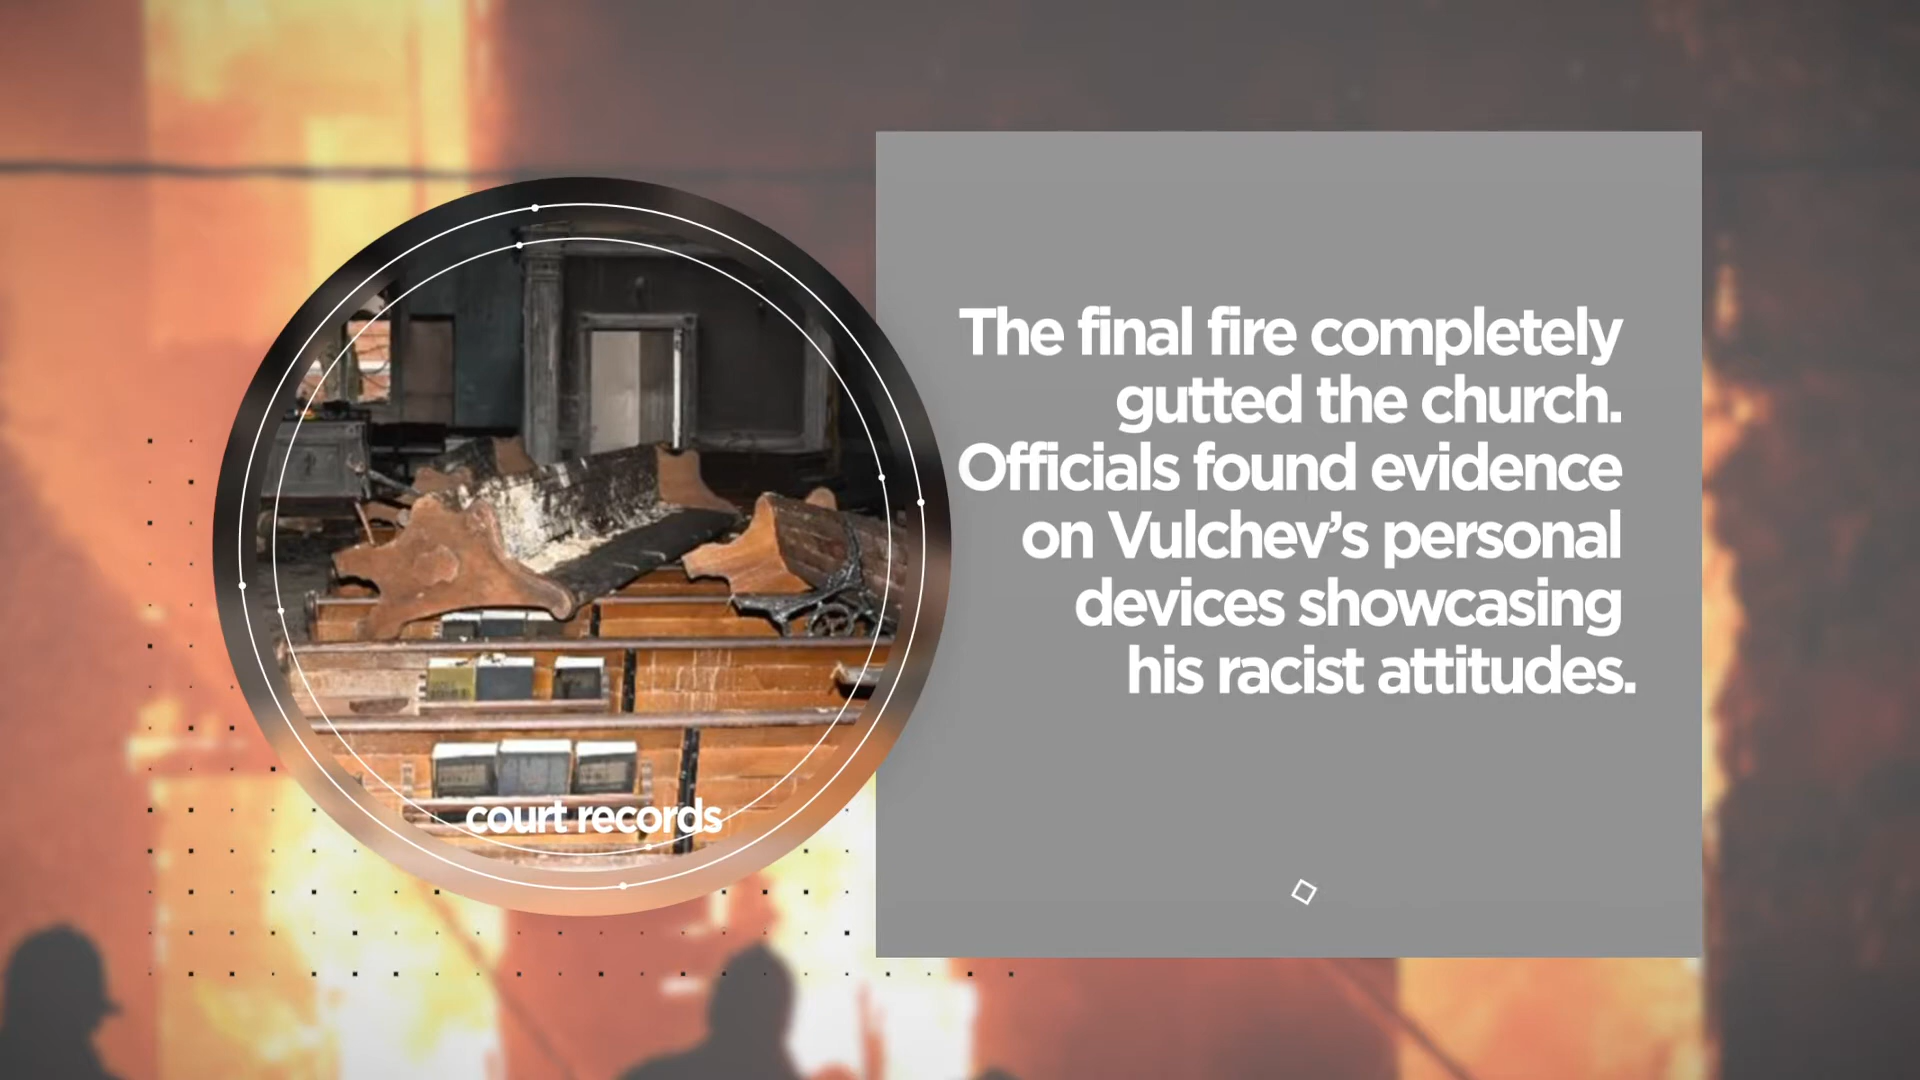 The final fire completely
gutted the church.
Officials found evidence
on Vulchev’s personal
devices showcasing
his racist attitudes.
court records